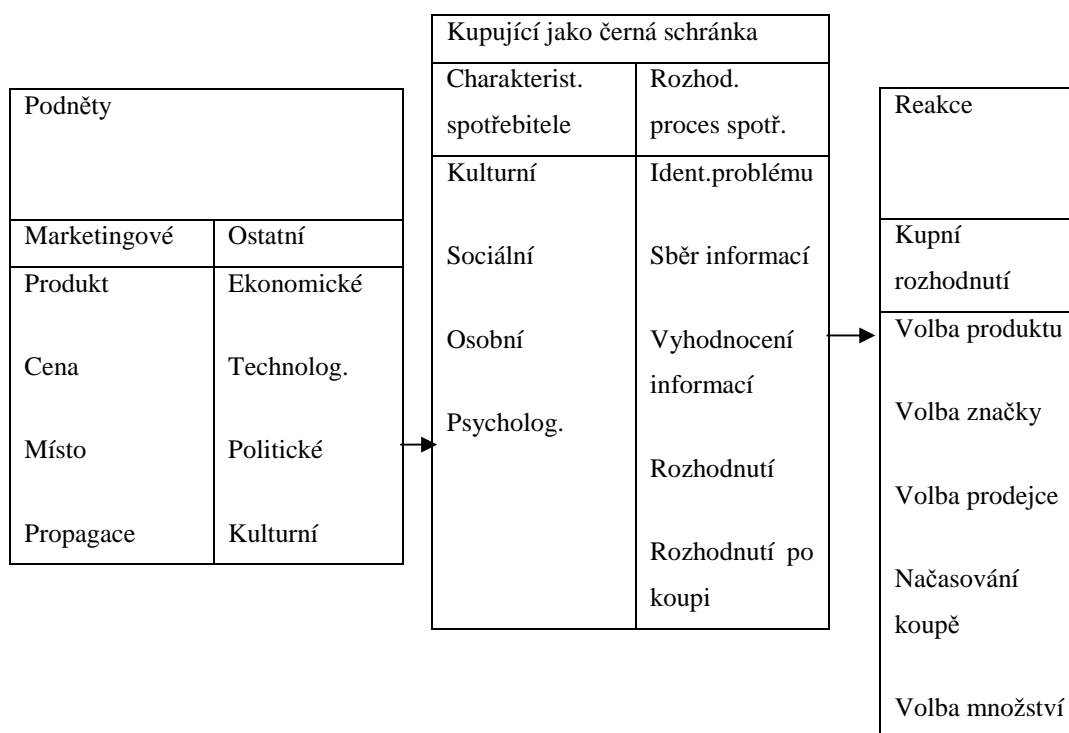 Podněty
Marketingové
Ostatní
Produkt
Cena
Místo
Propagace
Ekonomické
Technolog.
Politické
Kulturní
Kupující jako černá schránka
Charakterist.
spotřebitele
Rozhod.
proces spotř.
Kulturní
Sociální
Osobní
Psycholog.
Ident.problému
Sběr informací
Vyhodnocení
informací
Rozhodnutí
Rozhodnutí po
koupi
Reakce
Kupní
rozhodnutí
Volba produktu
Volba značky
Volba prodejce
Načasování
koupě
Volba množství